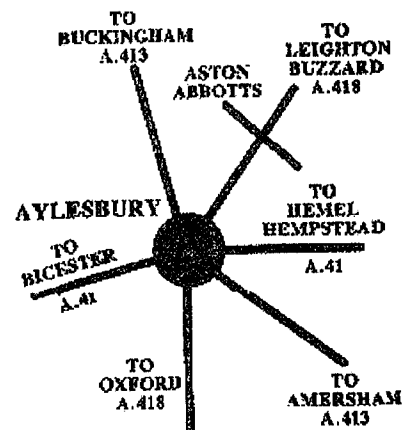 TO
BUCKINGHAM
A.413
TO
LEIGHTON
BUZZARD
A.418
ASTON
ABBOTTS
AYLESBURY
TO
HEMEL
HEMPSTEAD
A.41
TO
BICESTER
A.41
TO
OXFORD
A.418
TO
AMERSHAM
A.413